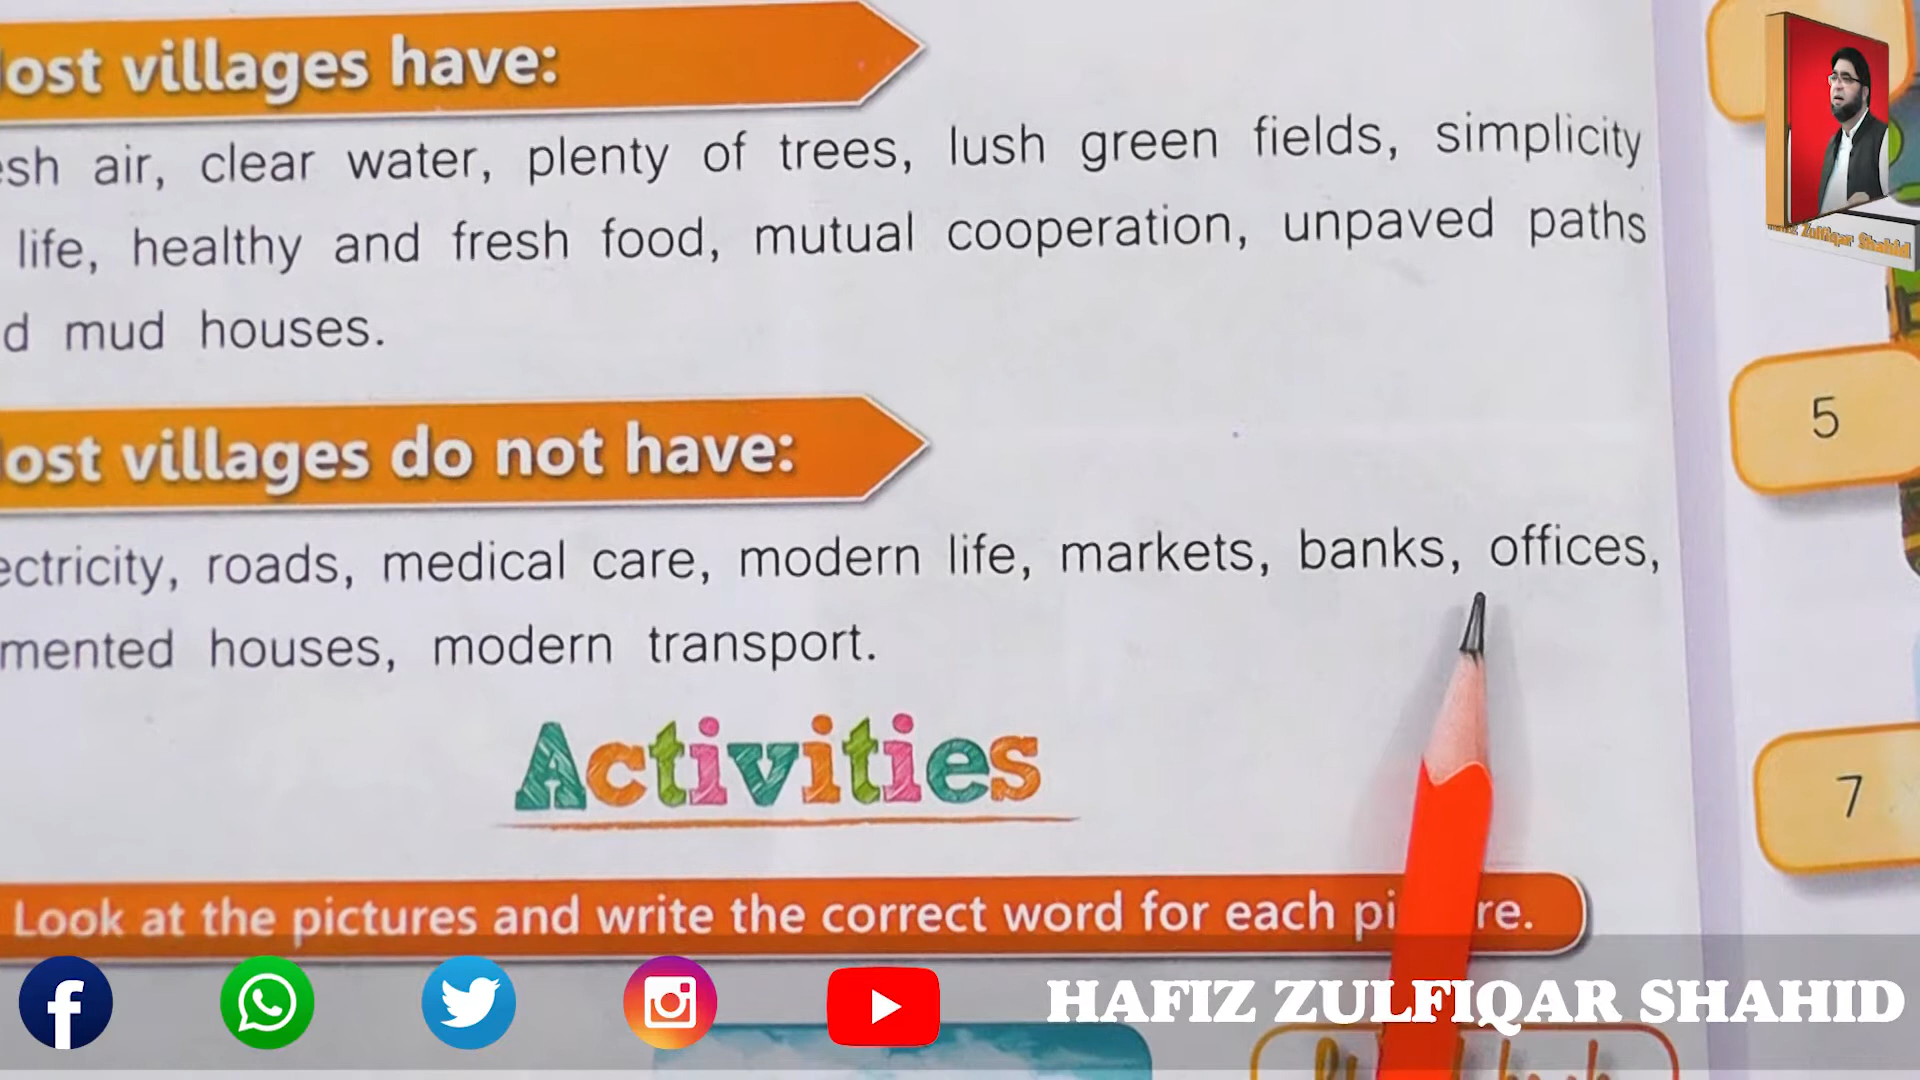 ost villages have:
esh air, clear water, plenty of trees, lush green fields, simplicity
life, healthy and fresh food, mutual cooperation, unpaved paths
d mud houses.
ost villages do not have:
ectricity, roads, medical care, modern life, markets, banks, offices,
mented houses, modern transport.
Activities
Look at the pictures and write the correct word for each pi re.
5
7
Zulfiqar Shahid
HAFIZ ZULFIQAR SHAHID